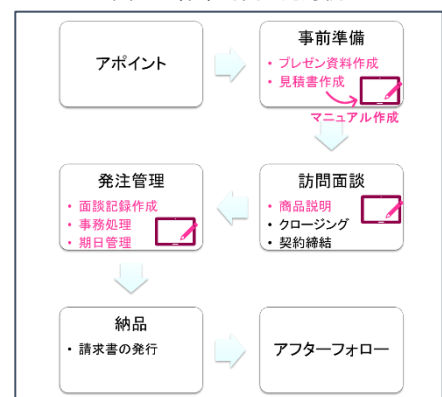 アポイント
事前準備
・プレゼン資料作成
・見積書作成
マニュアル作成
訪問面談
・商品説明
・クロージング
・契約締結
発注管理
・面談記録作成
・事務処理
・期日管理
納品
・請求書の発行
アフターフォロー